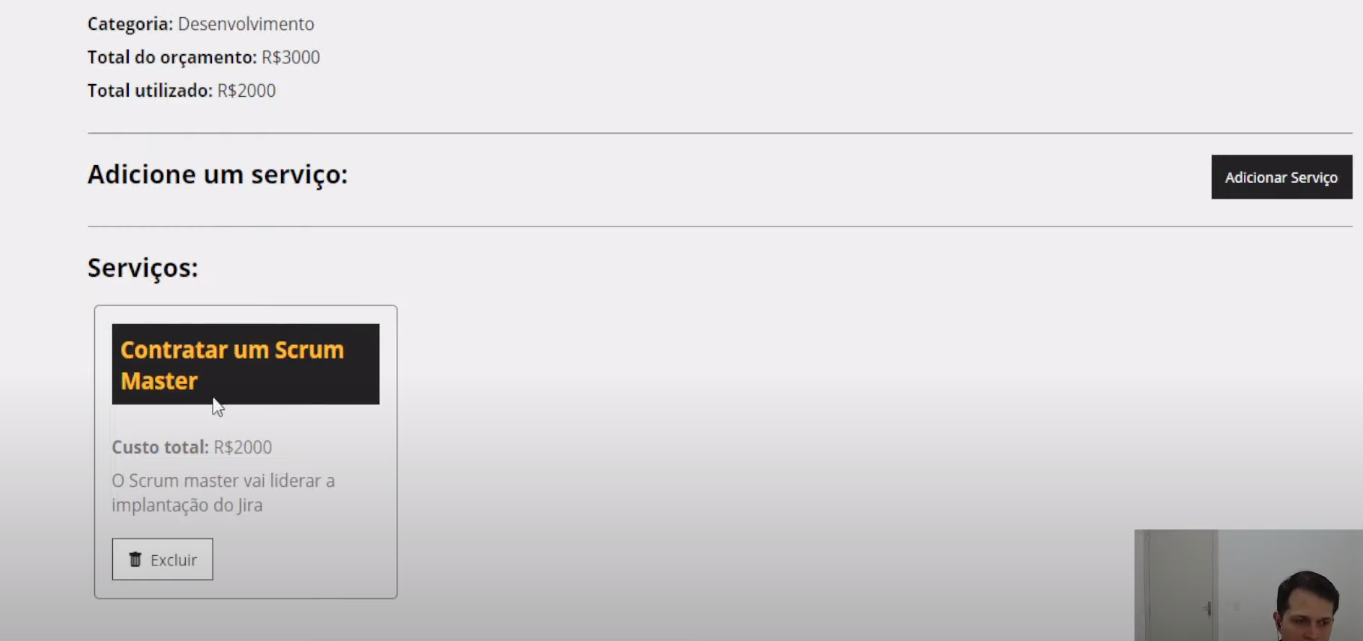 Categoria: Desenvolvimento
Total do orçamento: R$3000
Total utilizado: R$2000
Adicione um serviço:
Adicionar Serviço
Serviços:
Contratar um Scrum
Master
Custo total: R$2000
O Scrum master vai liderar a
implantação do Jira
Excluir